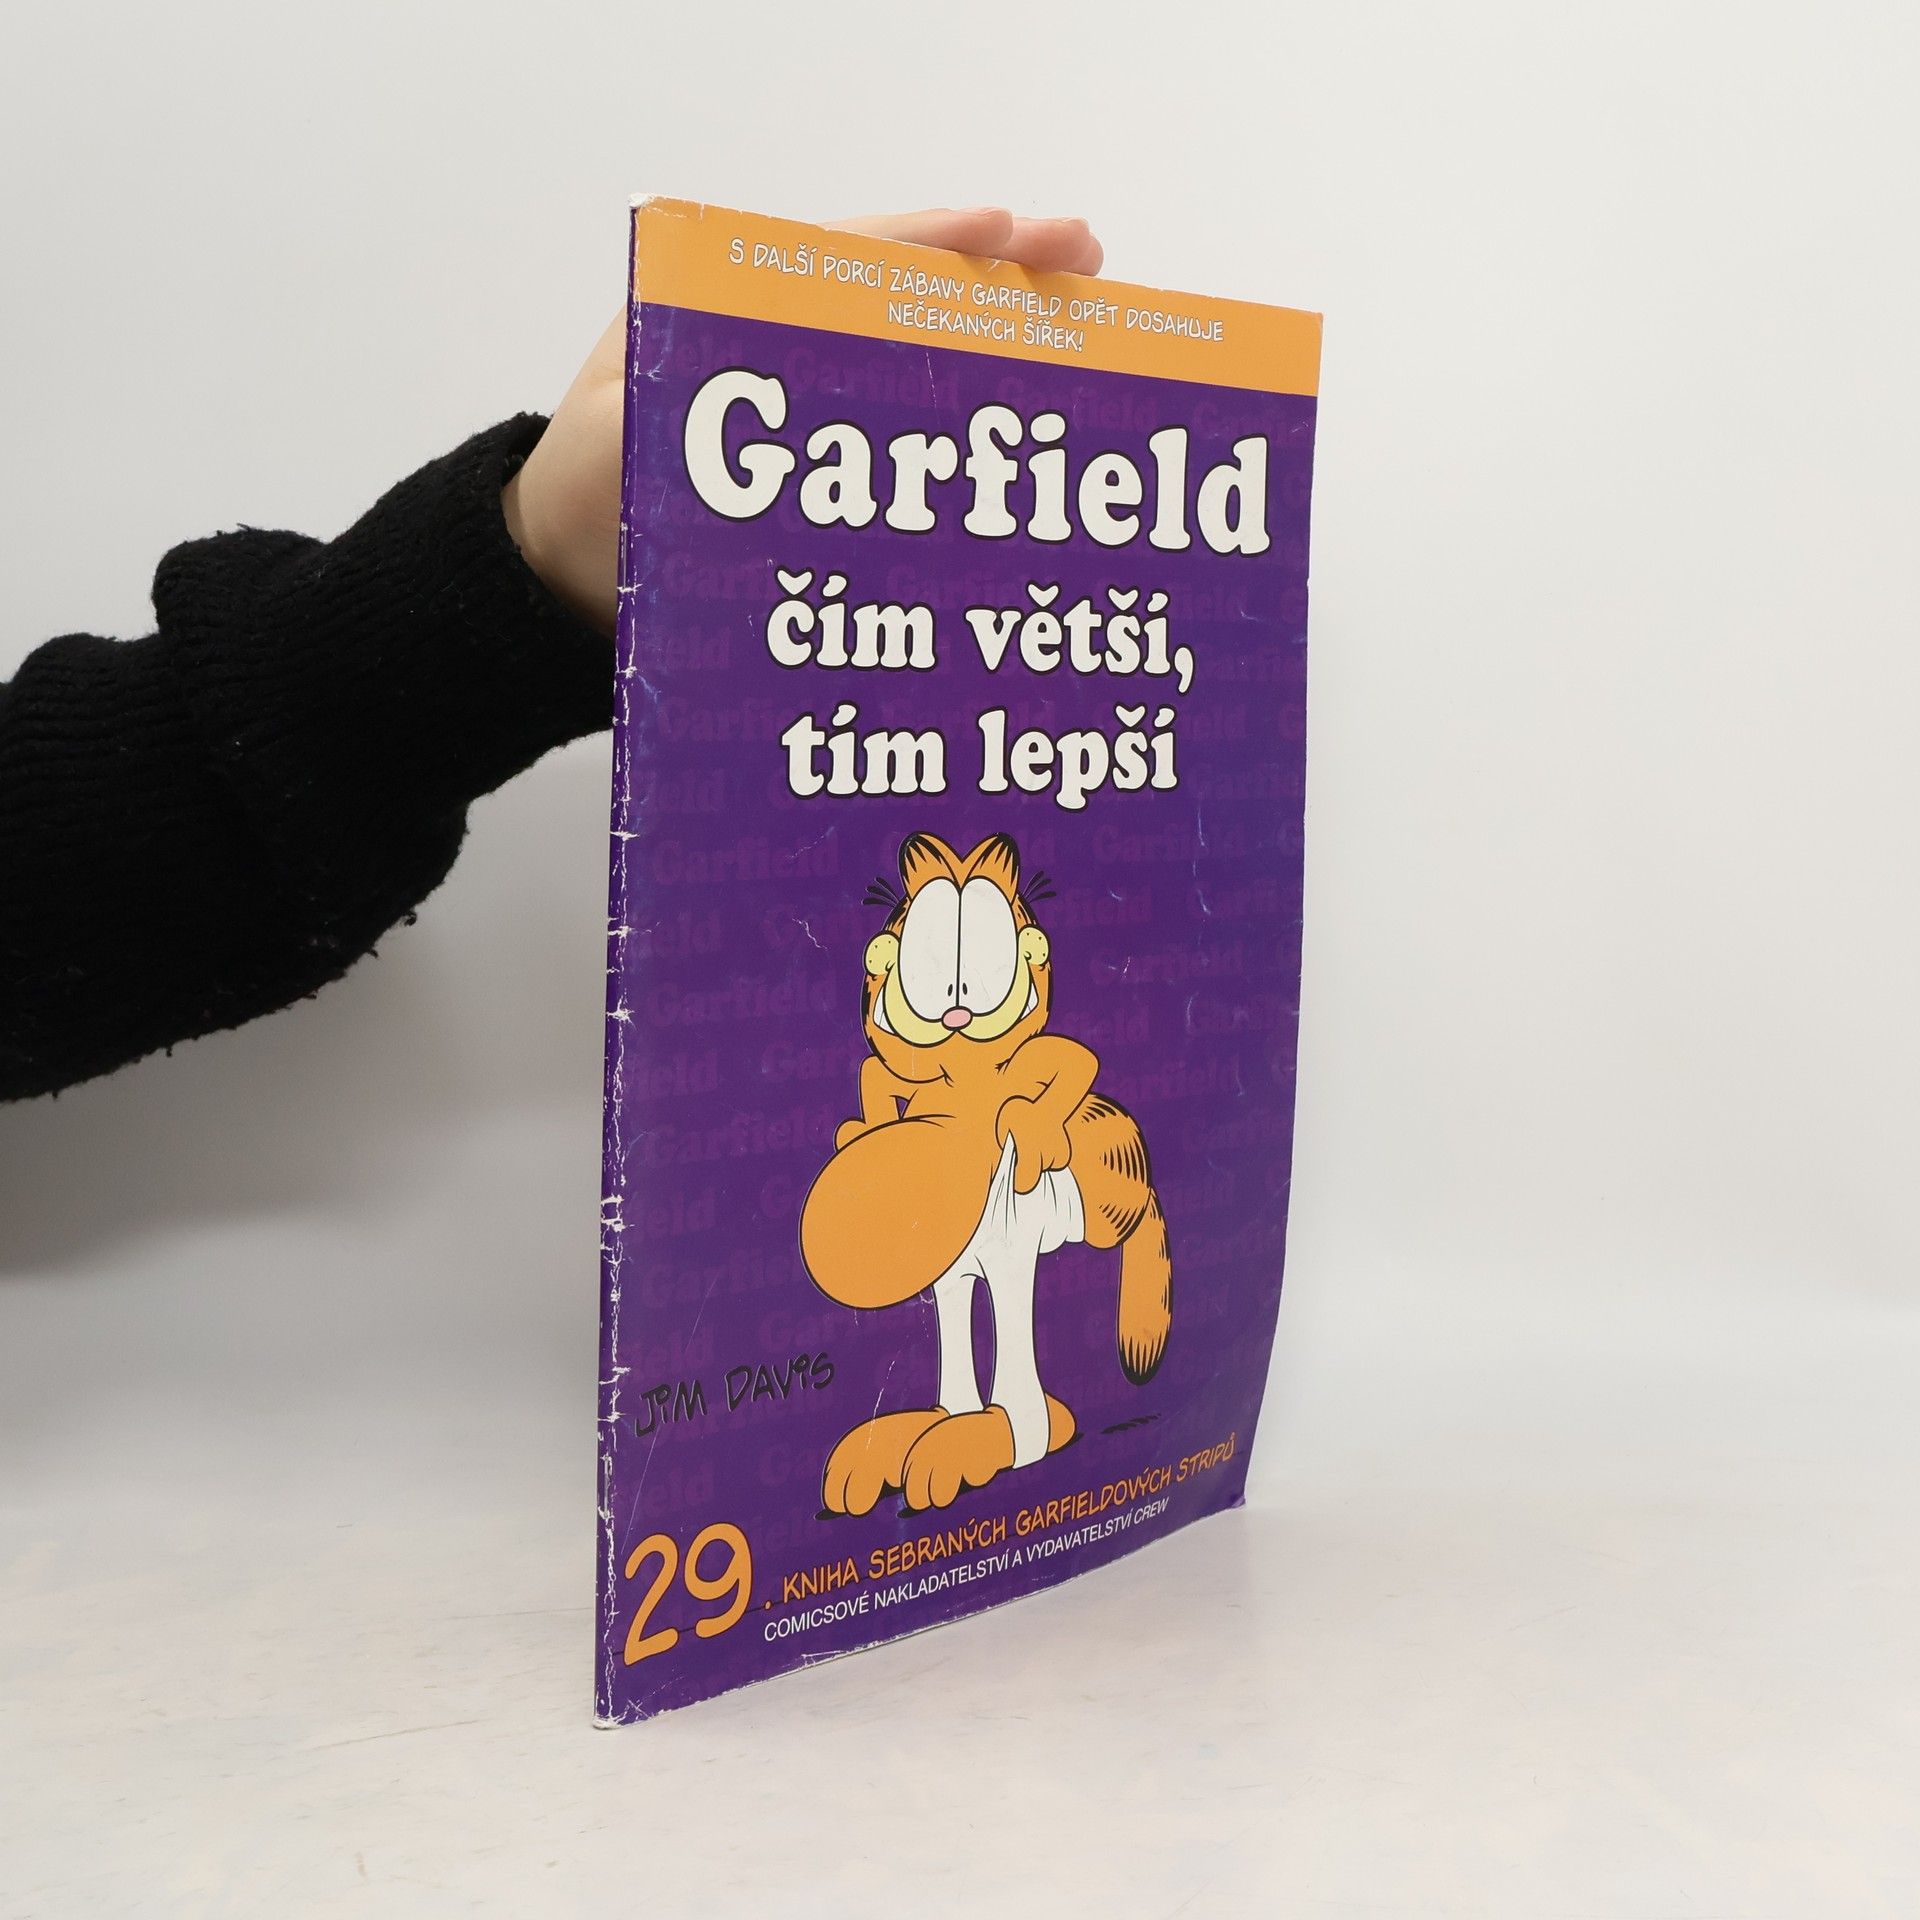 S DALŠÍ PORCÍ ZÁBAVY GARFIELD OPĚT DOSAHUJE
NEČEKANÝCH ŠÍŘEK!
Garfield
čím větší,
tím lepší
JIM DAVIS
29. KNIHA SEBRANÝCH GARFIELDOVÝCH STRIPŮ
COMICSOVÉ NAKLADATELSTVÍ A VYDAVATELSTVÍ CREW